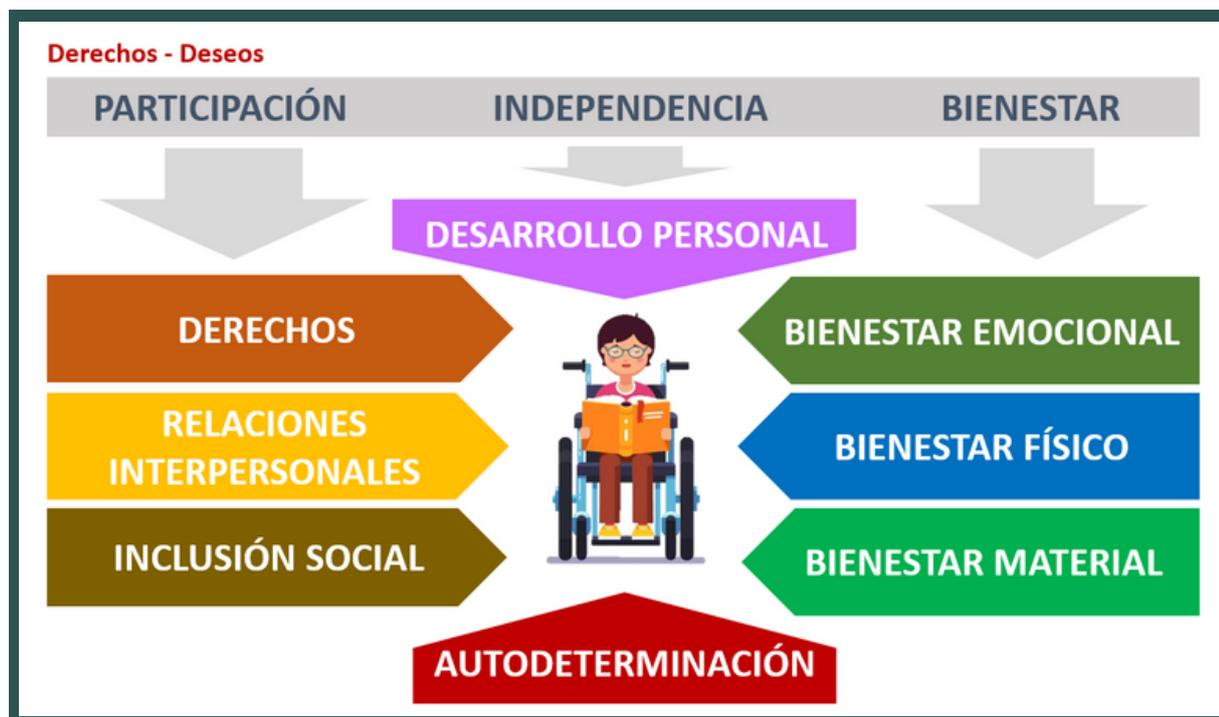 Derechos - Deseos
PARTICIPACIÓN
INDEPENDENCIA
BIENESTAR
DESARROLLO PERSONAL
DERECHOS
RELACIONES
INTERPERSONALES
INCLUSIÓN SOCIAL
BIENESTAR EMOCIONAL
BIENESTAR FÍSICO
BIENESTAR MATERIAL
AUTODETERMINACIÓN